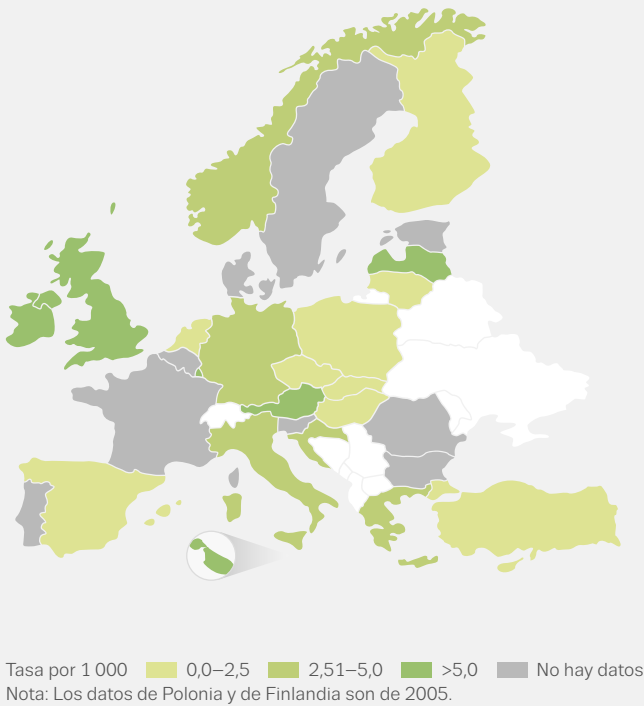 Tasa por 1 000 0,0–2,5 2,51–5,0 >5,0 No hay datos
Nota: Los datos de Polonia y de Finlandia son de 2005.